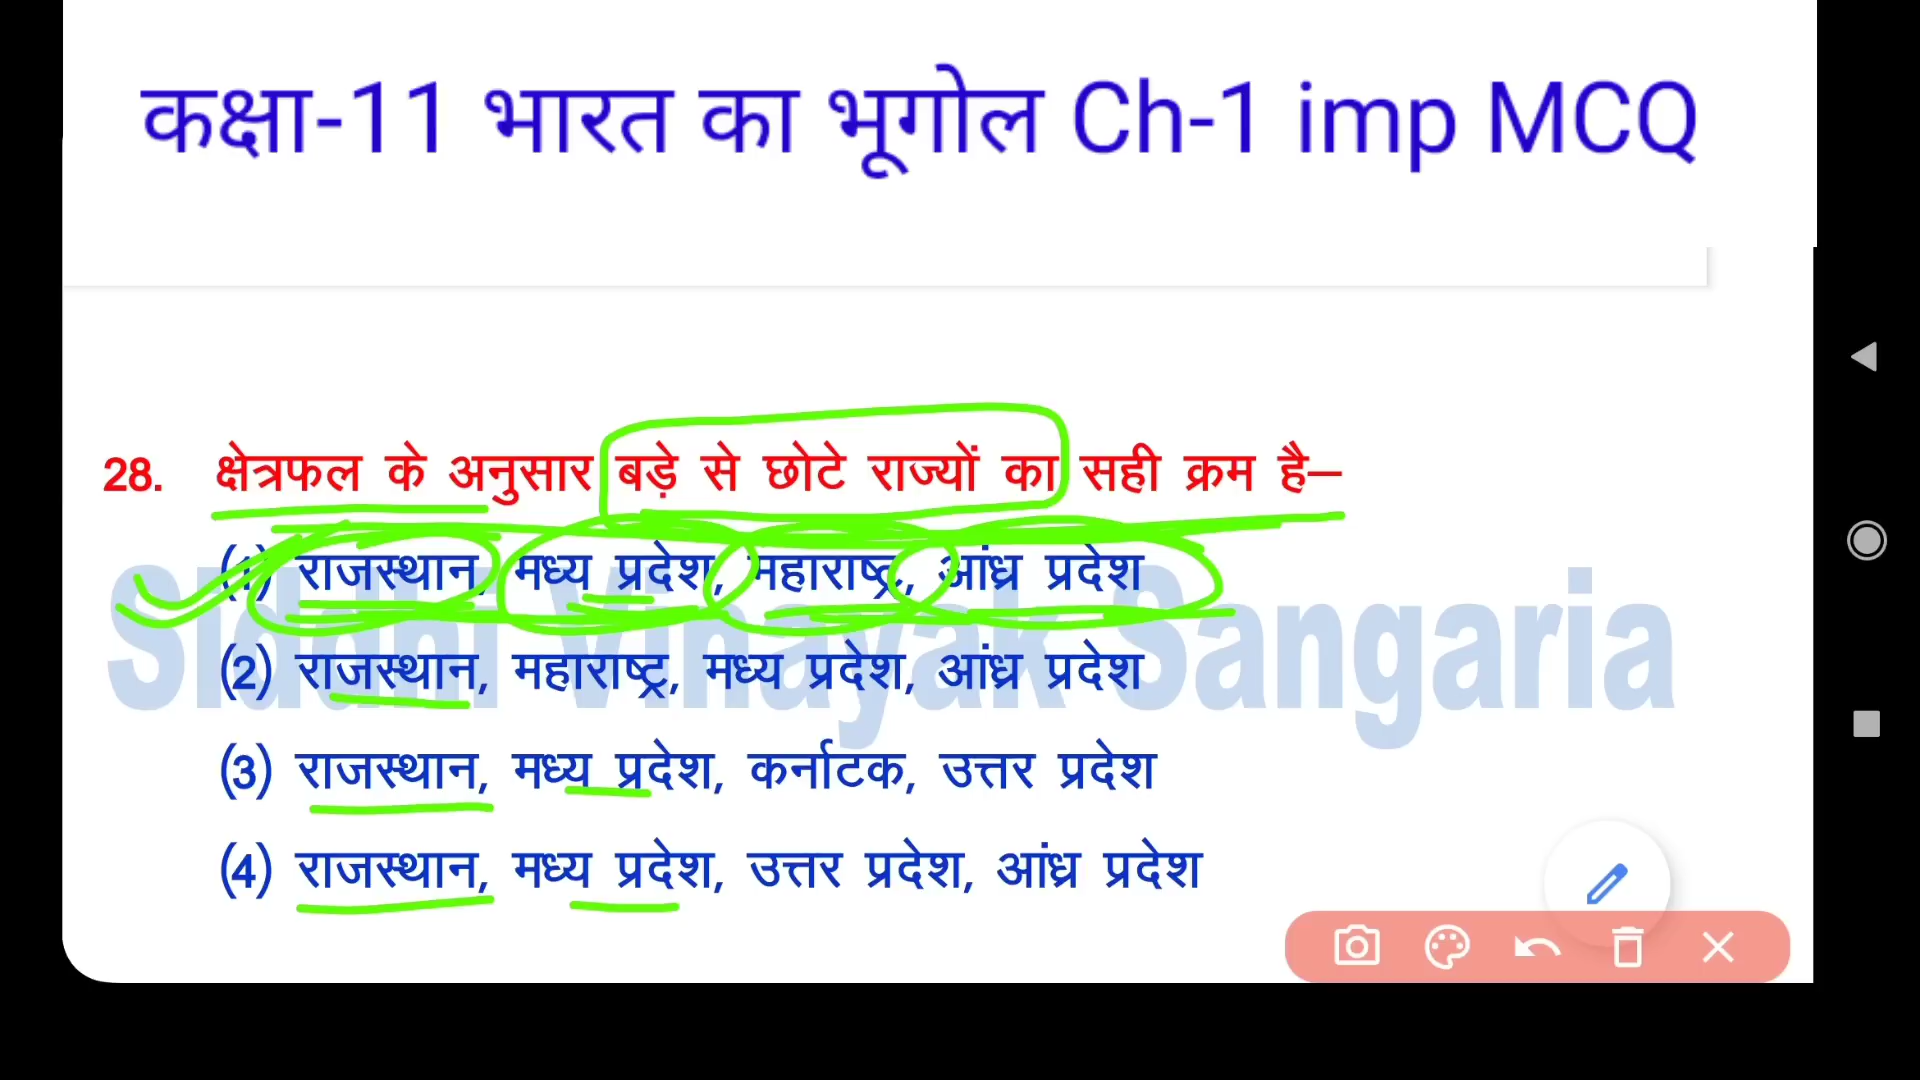 कक्षा-11 भारत का भूगोल Ch-1 imp MCQ
28. क्षेत्रफल के अनुसार बड़े से छोटे राज्यों का सही क्रम है–
(1) राजस्थान, मध्य प्रदेश, महाराष्ट्र, आंध्र प्रदेश
(2) राजस्थान, महाराष्ट्र, मध्य प्रदेश, आंध्र प्रदेश
(3) राजस्थान, मध्य प्रदेश, कर्नाटक, उत्तर प्रदेश
(4) राजस्थान, मध्य प्रदेश, उत्तर प्रदेश, आंध्र प्रदेश
Siddhi Vinayak Sangaria